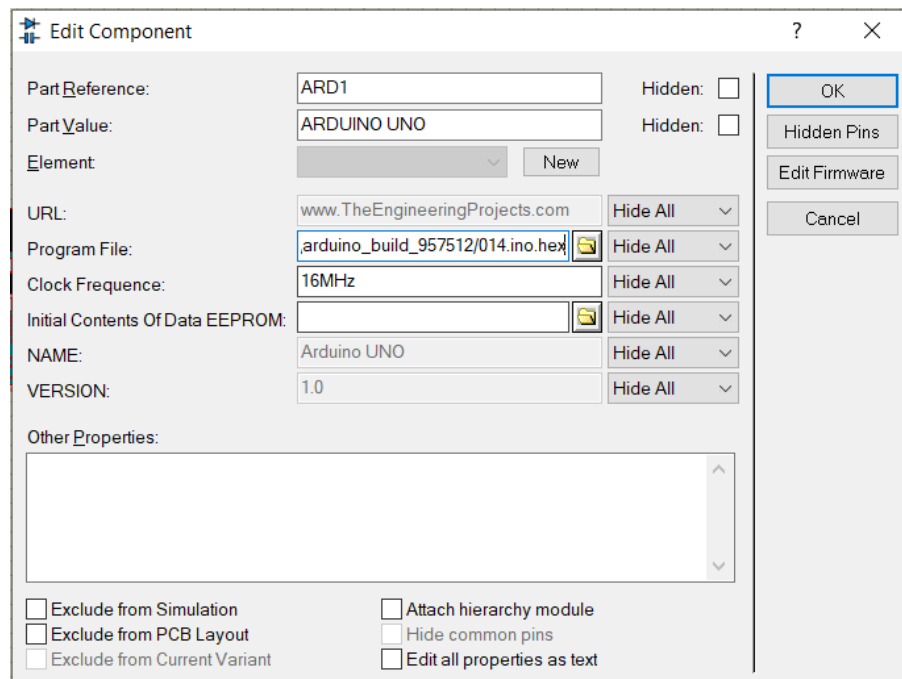 Edit Component ?
Part Reference: ARD1 Hidden: OK
Part Value: ARDUINO UNO Hidden: Hidden Pins
Element: New Edit Firmware
URL: www.TheEngineeringProjects.com Hide All Cancel
Program File: arduino_build_957512/014.ino.hex Hide All
Clock Frequence: 16MHz Hide All
Initial Contents Of Data EEPROM: Hide All
NAME: Arduino UNO Hide All
VERSION: 1.0 Hide All
Other Properties:
Exclude from Simulation Attach hierarchy module
Exclude from PCB Layout Hide common pins
Exclude from Current Variant Edit all properties as text